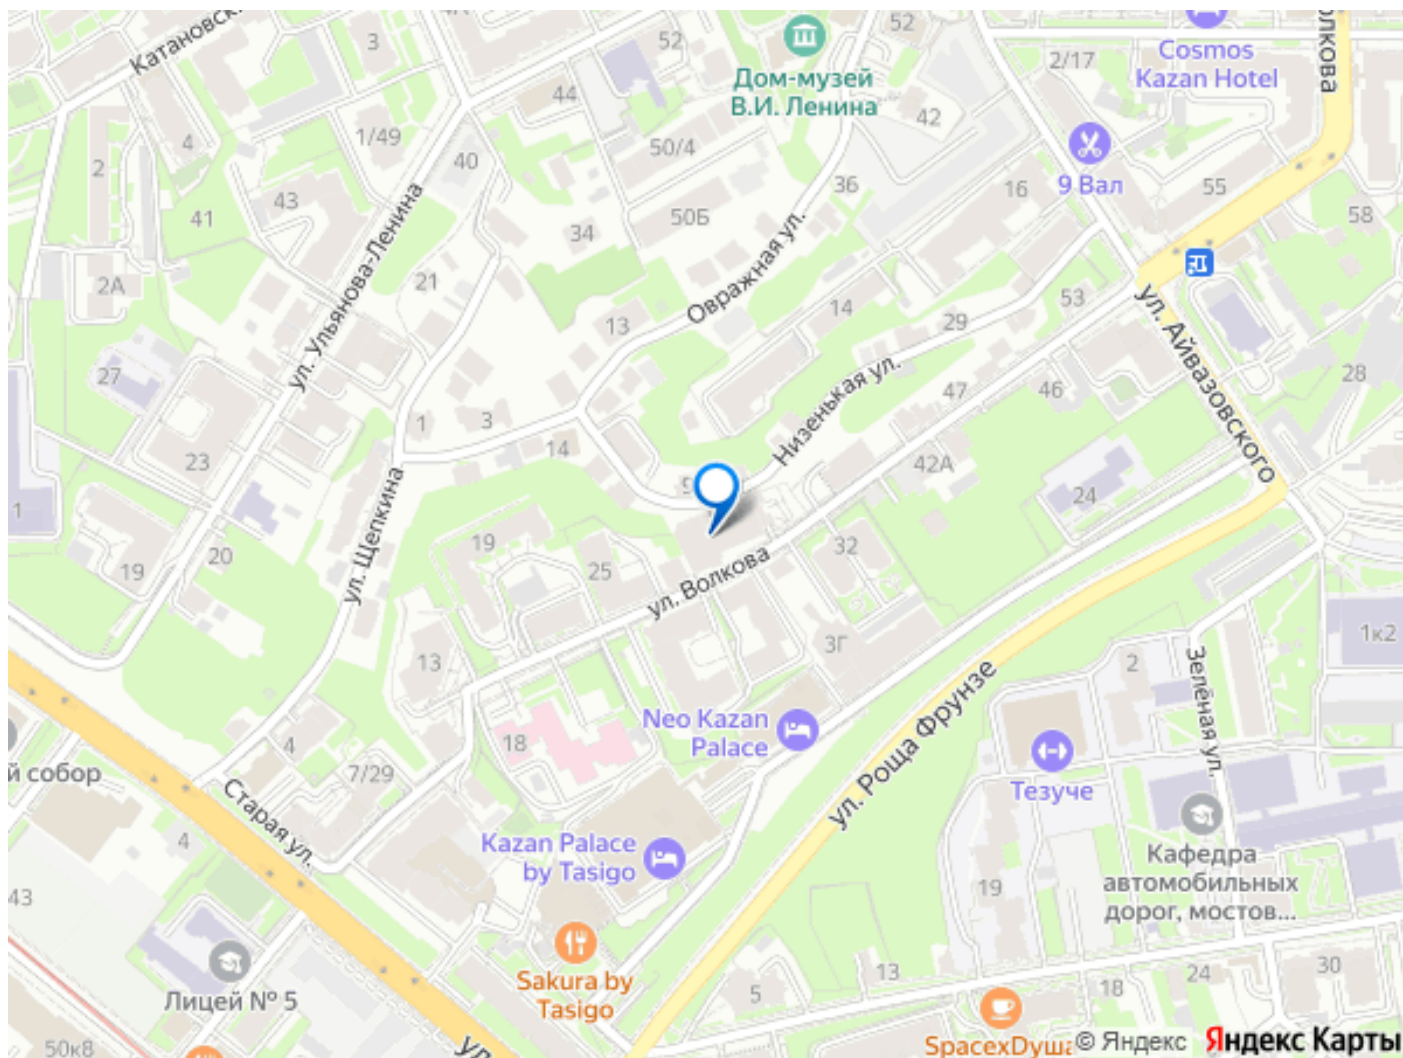 Катановск
3
4
2
4
1/49
44
52
52
Дом-музей
В.И. Ленина
42
2/17
Cosmos
Kazan Hotel
олкова
9 Вал
55
58
16
36
50/4
50Б
40
43
41
34
ул. Ульянова-Ленина
Овражная ул.
2А
21
13
14
29
53
ул. Айвазовского
28
27
1
3
14
Низенькая ул.
47
46
42А
24
23
1
ул. Щепкина
20
19
19
25
32
ул. Волкова
13
3Г
18
Neo Kazan
Palace
ул. Роща Фрунзе
2
Зелёная ул.
1к2
Тезуче
й собор
4
7/29
Старая ул.
4
43
Kazan Palace
by Tasigo
Кафедра
автомобильных
дорог, мостов...
19
Лицей № 5
Sakura by
Tasigo
50к8
ул
5
13
18
24
30
SpacexДуша
© Яндекс Яндекс Карты